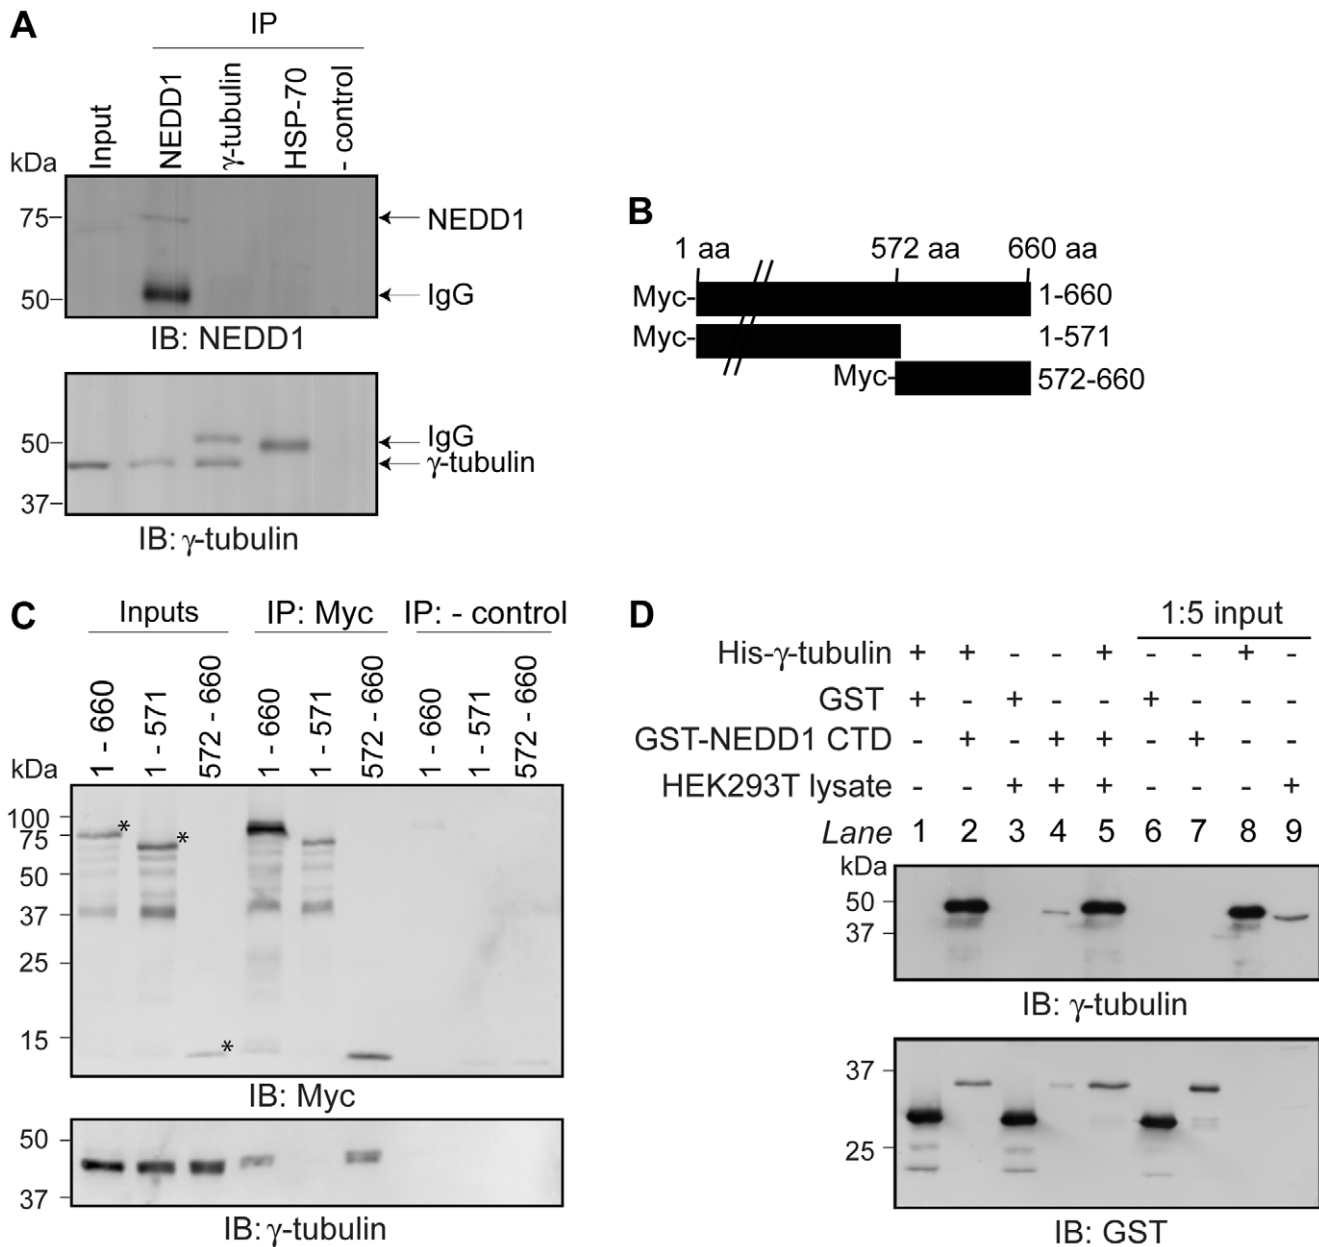 A
IP
Input
NEDD1
γ-tubulin
HSP-70
- control
kDa
75
NEDD1
50
IgG
IB: NEDD1
50
IgG
γ-tubulin
37
IB: γ-tubulin
B
1 aa 572 aa 660 aa
Myc- 1-660
Myc- 1-571
Myc- 572-660
C
Inputs IP: Myc IP: - control
1 - 660
1 - 571
572 - 660
1 - 660
1 - 571
572 - 660
1 - 660
1 - 571
572 - 660
kDa
100
75
50
37
25
15
*
*
*
IB: Myc
50
37
IB: γ-tubulin
D
1:5 input
His-γ-tubulin + + - - + - - + -
GST + - + - - + - - -
GST-NEDD1 CTD - + - + + - + - -
HEK293T lysate - - + + + - - - +
Lane 1 2 3 4 5 6 7 8 9
kDa
50
37
IB: γ-tubulin
37
25
IB: GST